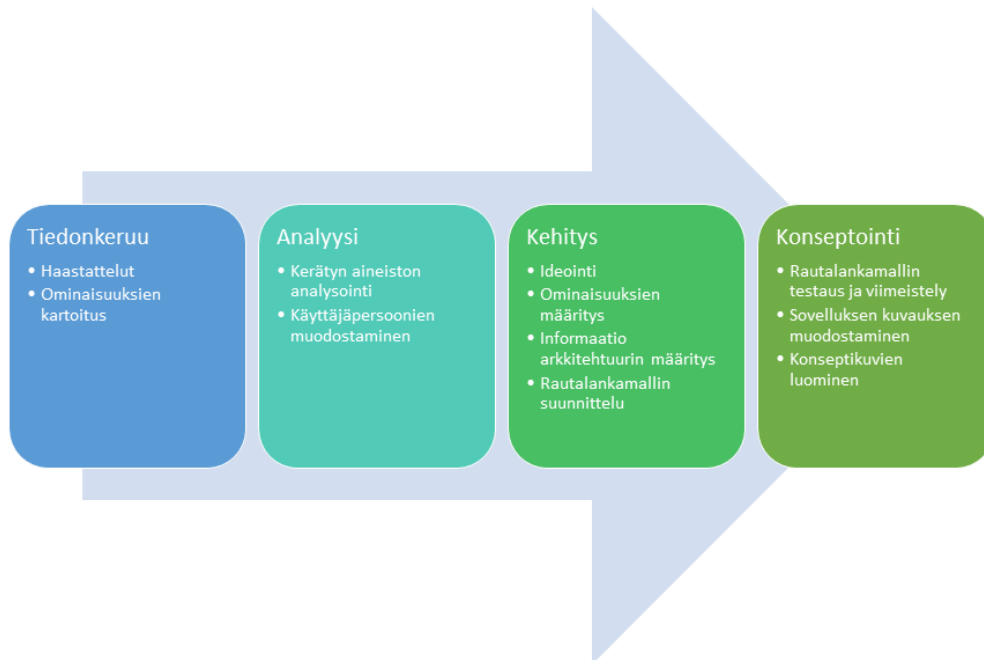 Tiedonkeruu
• Haastattelut
• Ominaisuuksien
kartoitus
Analyysi
• Kerätyn aineiston
analysointi
• Käyttäjäpersoonien
muodostaminen
Kehitys
• Ideointi
• Ominaisuuksien
määritys
• Informaatio
arkkitehtuurin määritys
• Rautalankamallin
suunnittelu
Konseptointi
• Rautalankamallin
testaus ja viimeistely
• Sovelluksen kuvauksen
muodostaminen
• Konseptikuvien
luominen